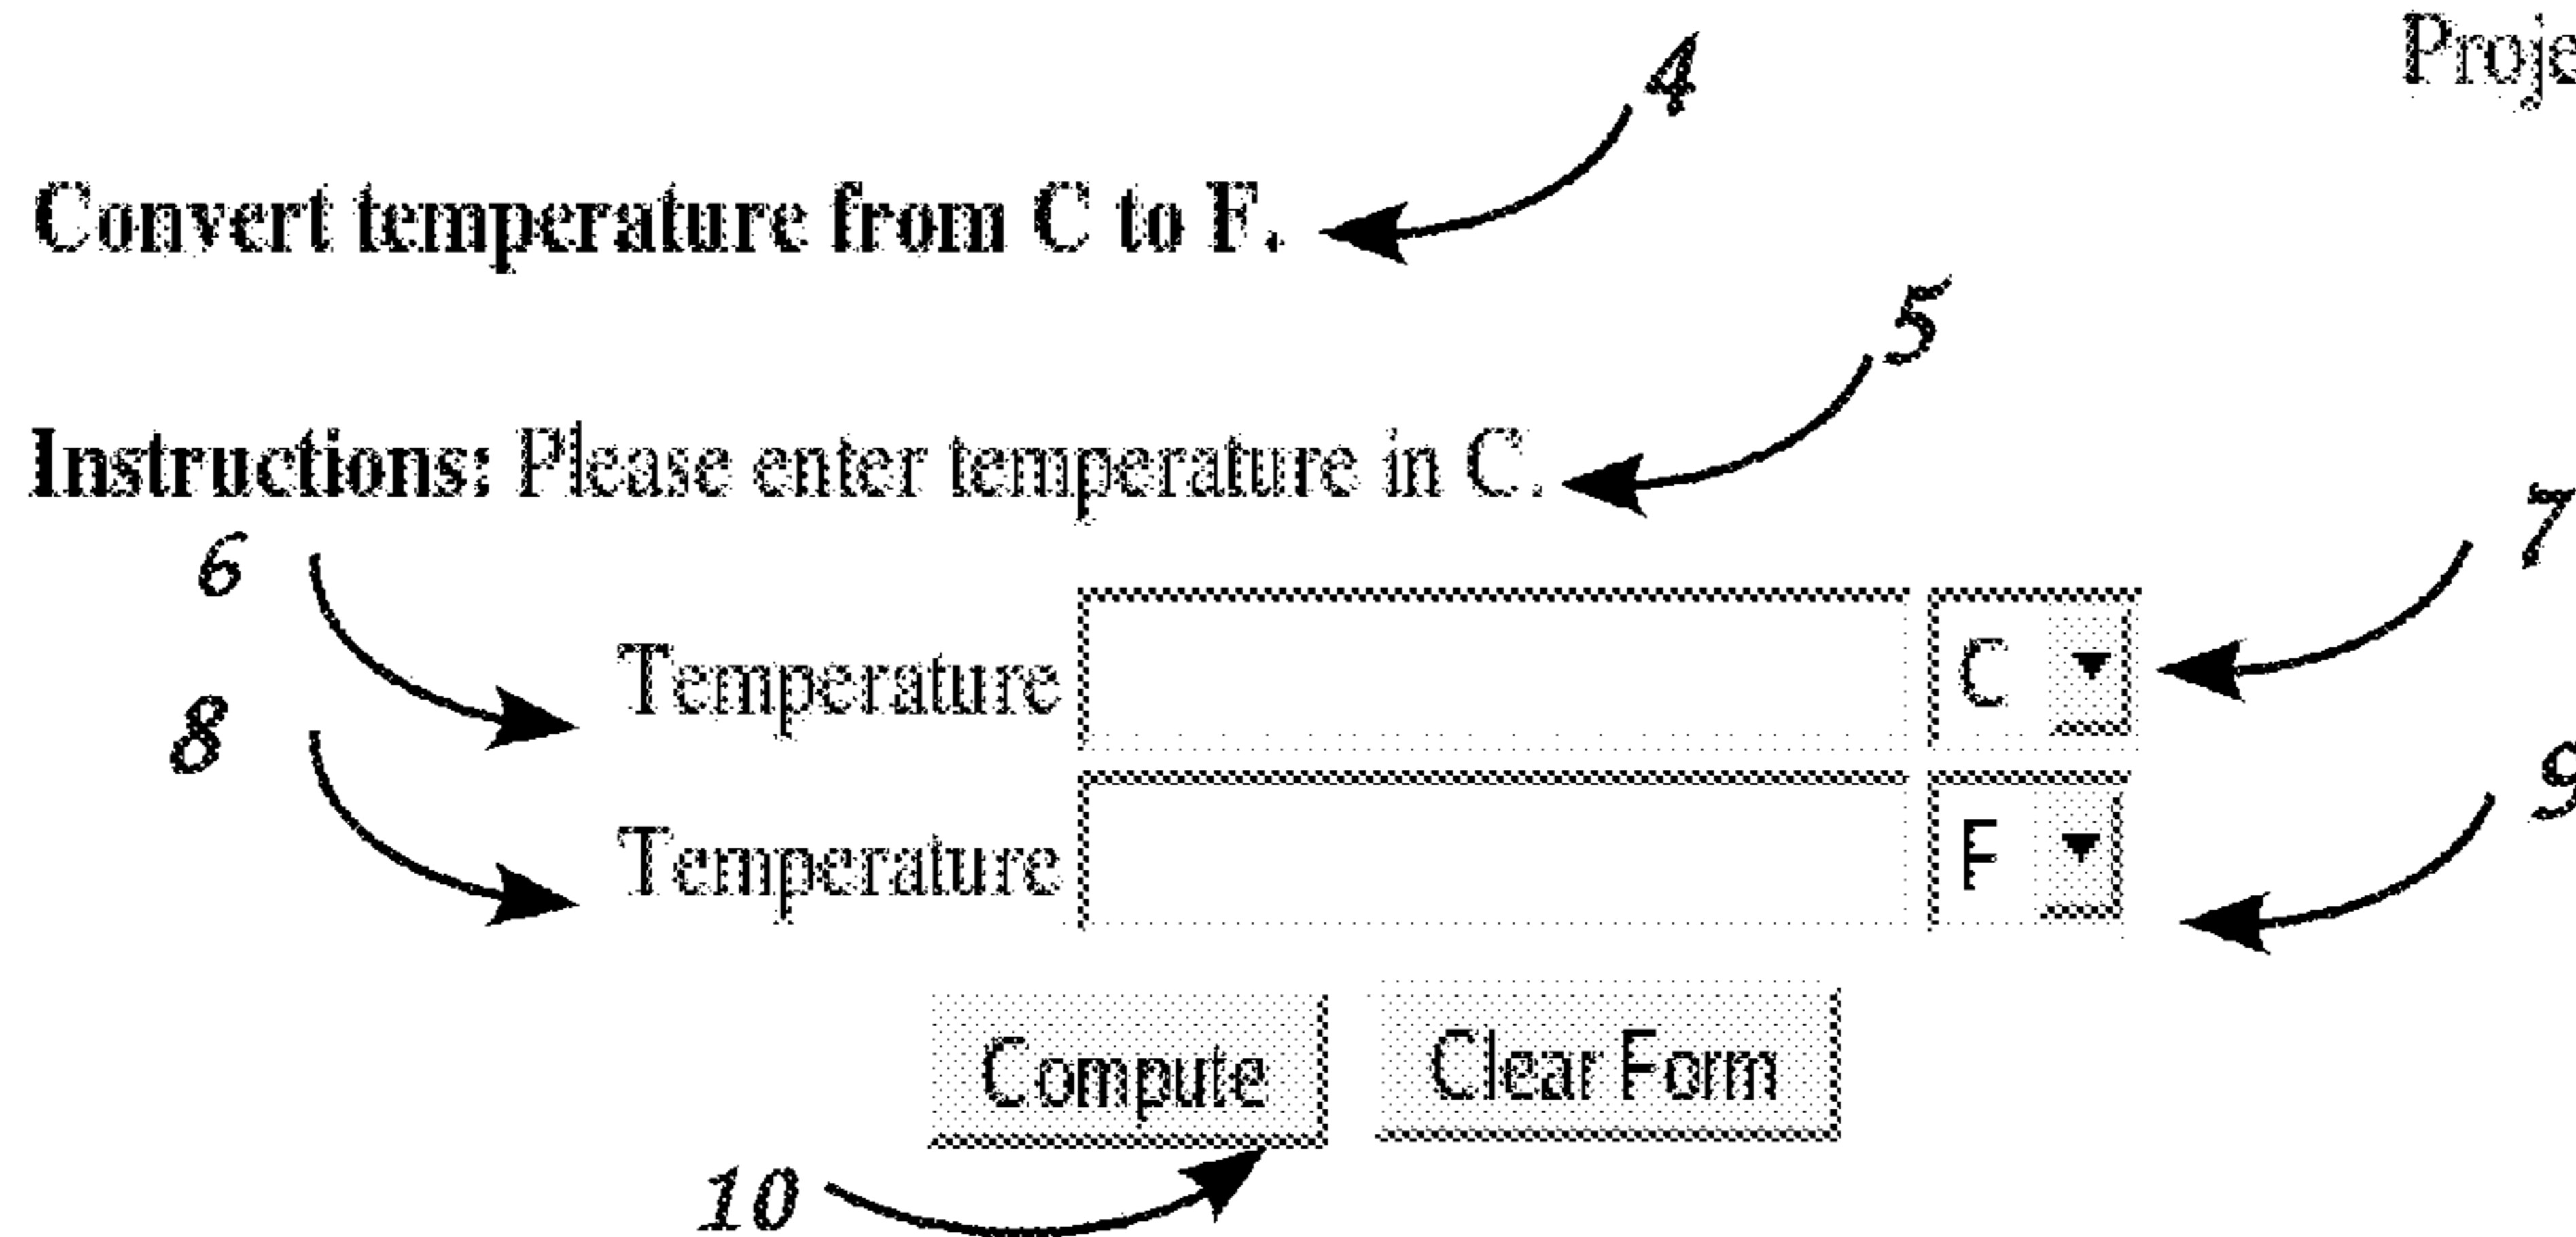 4
Convert temperature from C to F.
5
Instructions: Please enter temperature in C.
6
7
Temperature C
8
9
Temperature F
Compute Clear Form
10